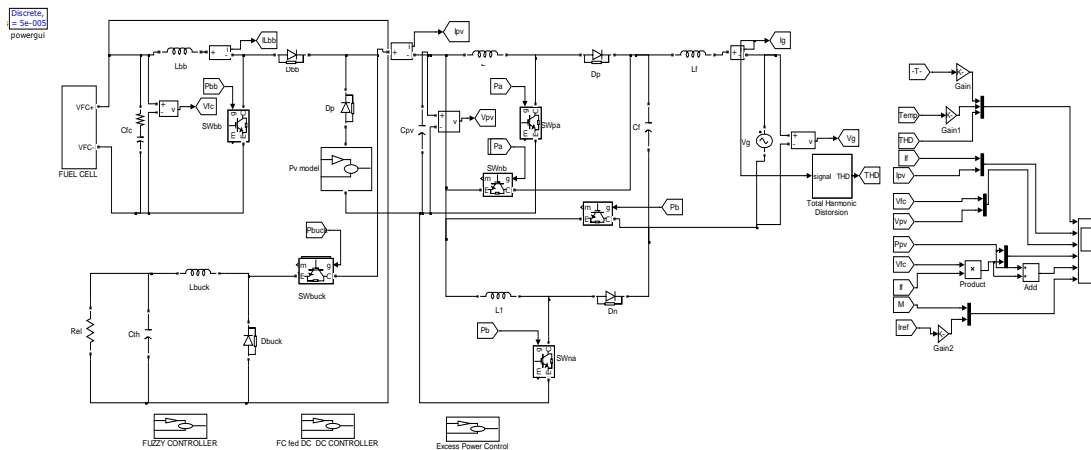 Discrete,
= 5e-005
powergui
Lbb
ILbb
Dbb
Ipv
Dp
Lf
Ig
Pbb
Vfc
SWbb
Cfc
VFC+
VFC-
FUEL CELL
Dp
Pv model
Cpv
Vpv
Pa
SWpa
Pa
SWnb
Cf
Vg
Vg
signal THD
THD
Total Harmonic
Distorsion
Pb
Pbuck
SWbuck
Lbuck
Rel
Cth
Dbuck
L1
Dn
Pb
SWna
FUZZY CONTROLLER
FC fed DC DC CONTROLLER
Excess Power Control
-T-
Gain
Temp
Gain1
THD
If
Ipv
Vfc
Vpv
Ppv
Vfc
If
Product
Add
M
Iref
Gain2